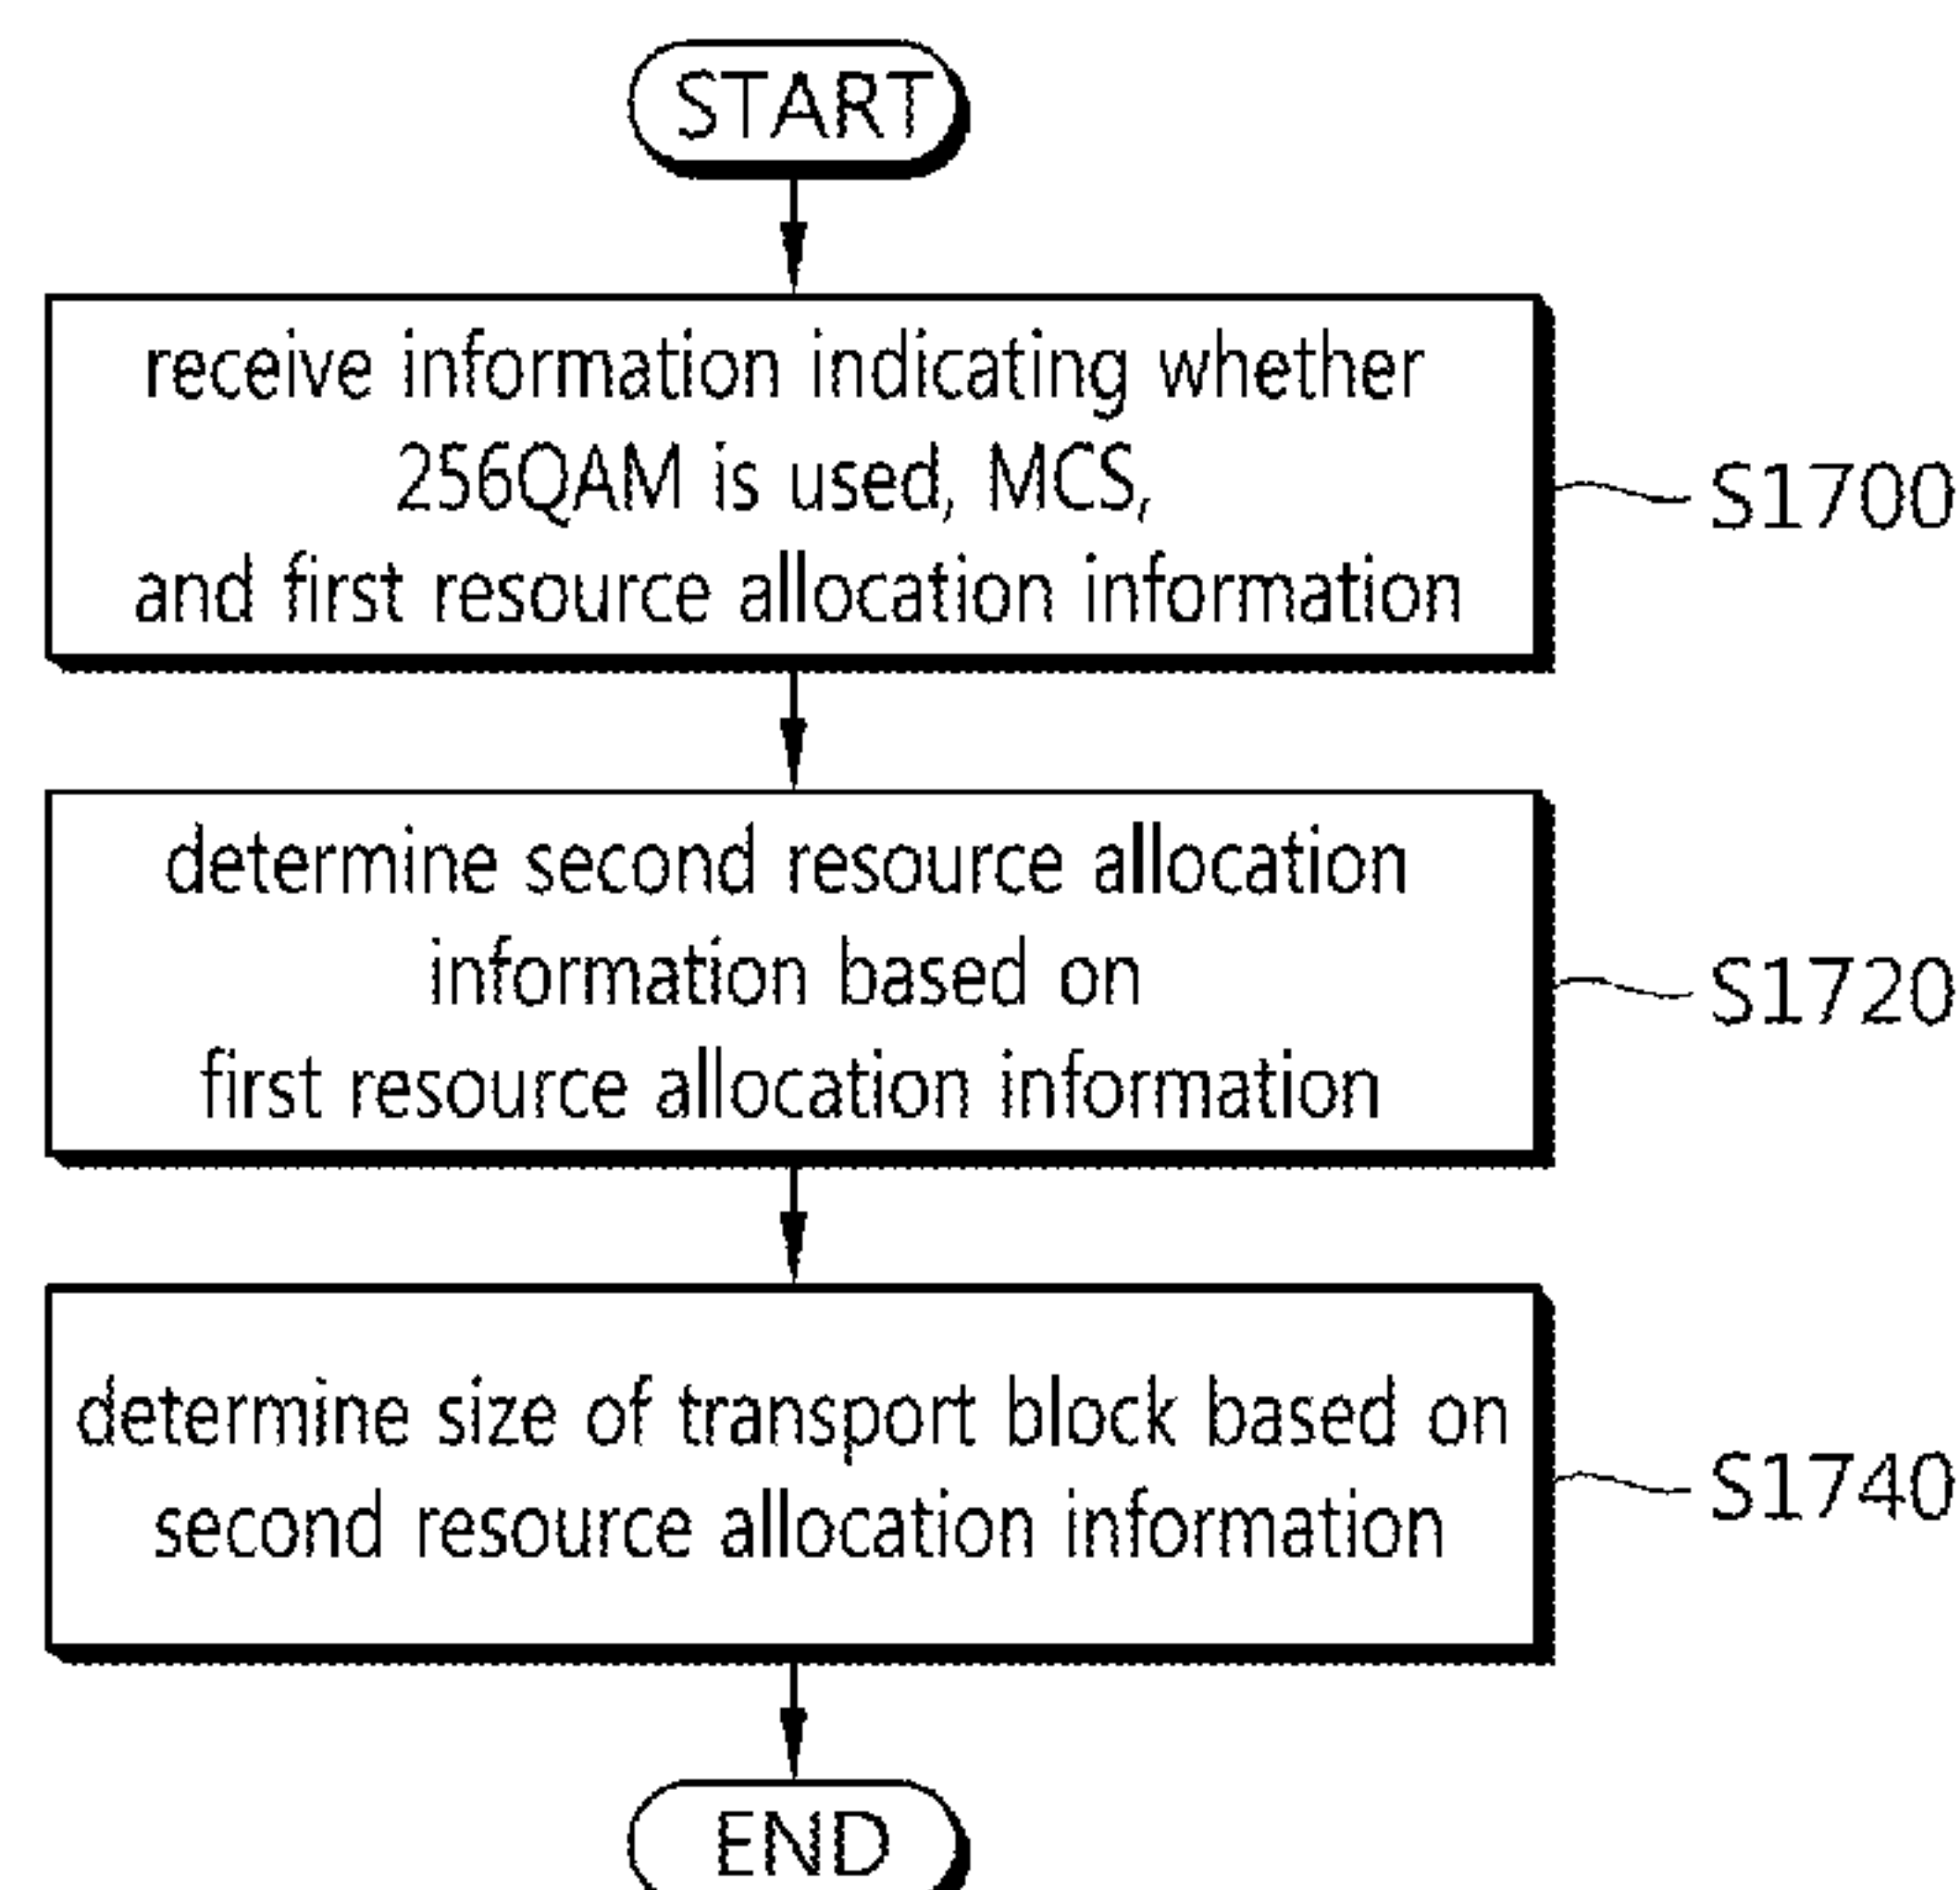 START
receive information indicating whether
256QAM is used, MCS,
and first resource allocation information
S1700
determine second resource allocation
information based on
first resource allocation information
S1720
determine size of transport block based on
second resource allocation information
S1740
END